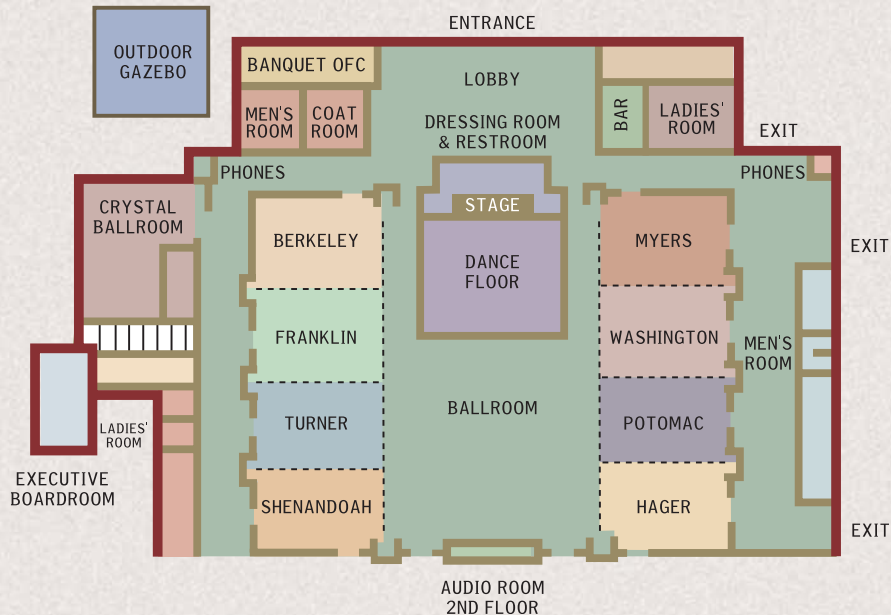 ENTRANCE
OUTDOOR
GAZEBO
BANQUET OFC
LOBBY
MEN'S
ROOM
COAT
ROOM
DRESSING ROOM
& RESTROOM
BAR
LADIES'
ROOM
EXIT
PHONES
PHONES
CRYSTAL
BALLROOM
STAGE
BERKELEY
MYERS
EXIT
DANCE
FLOOR
FRANKLIN
WASHINGTON
MEN'S
ROOM
BALLROOM
TURNER
POTOMAC
LADIES'
ROOM
EXECUTIVE
BOARDROOM
SHENANDOAH
HAGER
EXIT
AUDIO ROOM
2ND FLOOR